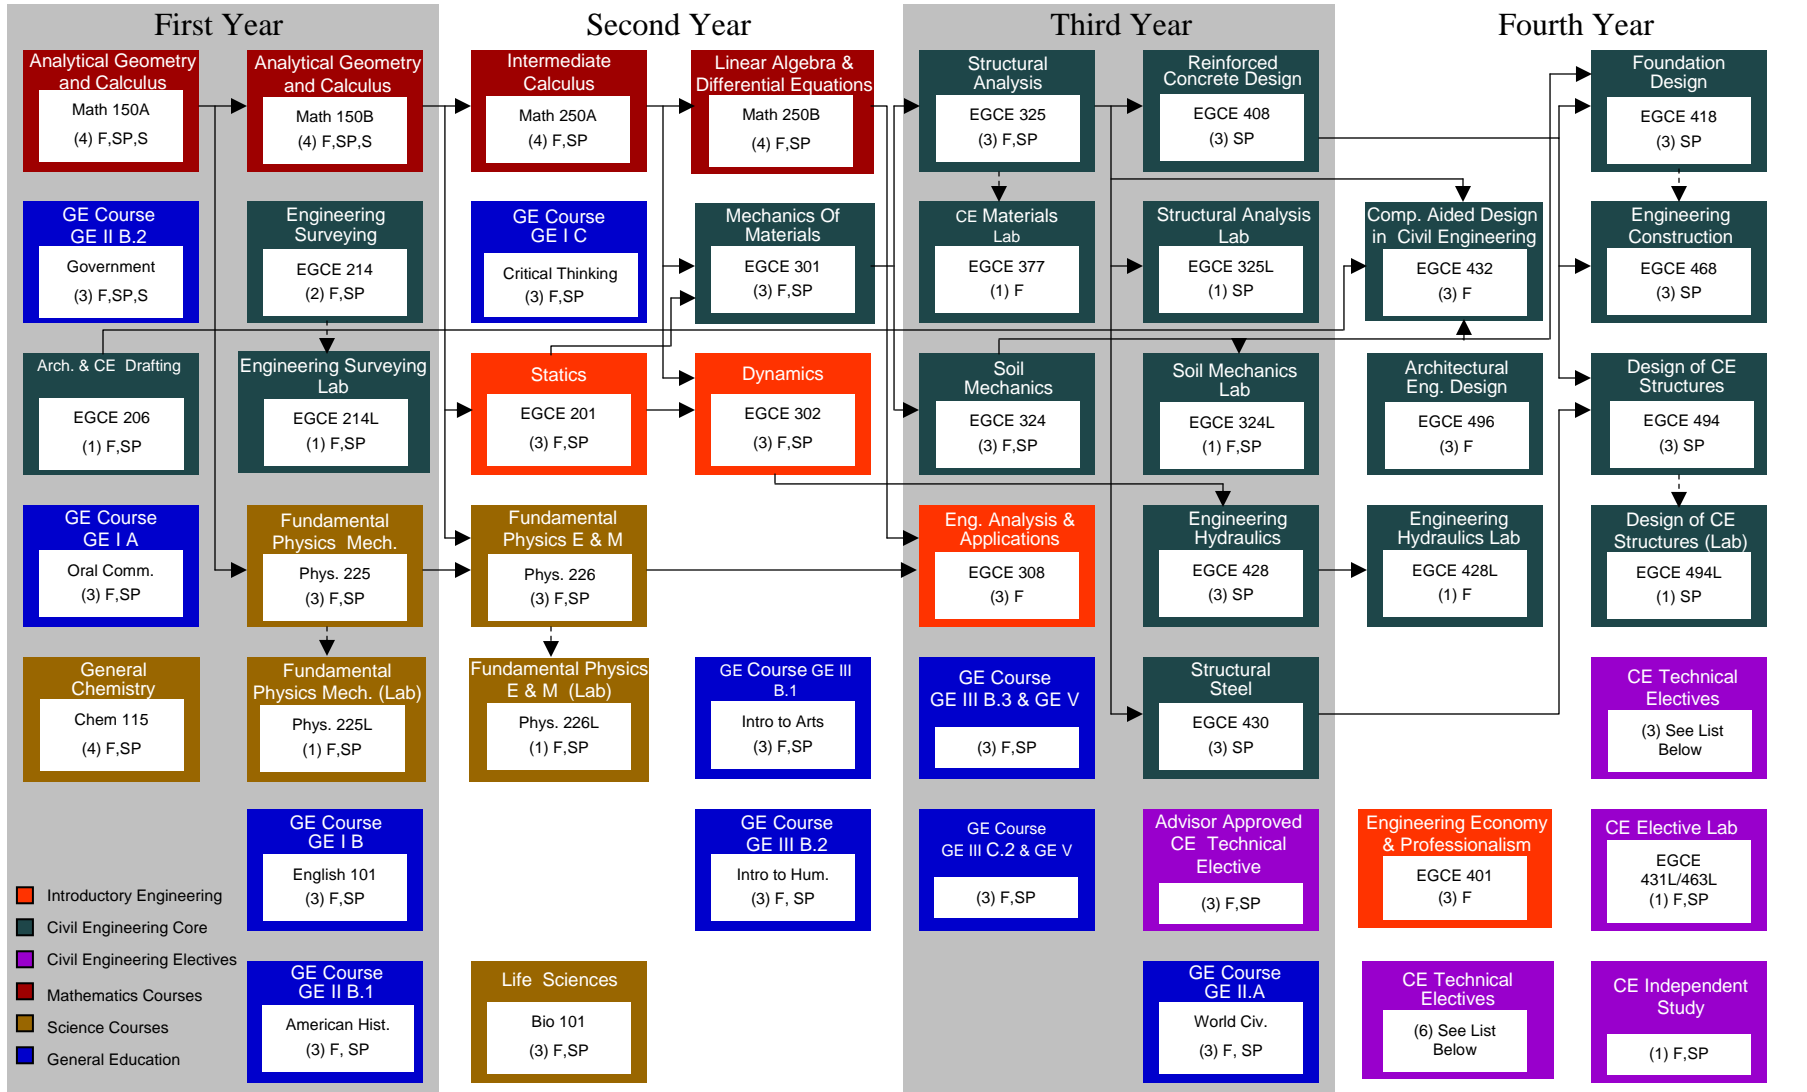 First Year
Second Year
Third Year
Fourth Year
Analytical Geometry
and Calculus
Math 150A
(4) F,SP,S
GE Course
GE II B.2
Government
(3) F,SP,S
Arch. & CE Drafting
EGCE 206
(1) F,SP
GE Course
GE I A
Oral Comm.
(3) F,SP
General
Chemistry
Chem 115
(4) F,SP
Introductory Engineering
Civil Engineering Core
Civil Engineering Electives
Mathematics Courses
Science Courses
General Education
Analytical Geometry
and Calculus
Math 150B
(4) F,SP,S
Engineering
Surveying
EGCE 214
(2) F,SP
Engineering Surveying
Lab
EGCE 214L
(1) F,SP
Fundamental
Physics Mech.
Phys. 225
(3) F,SP
Fundamental
Physics Mech. (Lab)
Phys. 225L
(1) F,SP
GE Course
GE I B
English 101
(3) F,SP
GE Course
GE II B.1
American Hist.
(3) F, SP
Intermediate
Calculus
Math 250A
(4) F,SP
GE Course
GE I C
Critical Thinking
(3) F,SP
Statics
EGCE 201
(3) F,SP
Fundamental
Physics E & M
Phys. 226
(3) F,SP
Fundamental Physics
E & M (Lab)
Phys. 226L
(1) F,SP
Life Sciences
Bio 101
(3) F,SP
Linear Algebra &
Differential Equations
Math 250B
(4) F,SP
Mechanics Of
Materials
EGCE 301
(3) F,SP
Dynamics
EGCE 302
(3) F,SP
GE Course GE III
B.1
Intro to Arts
(3) F,SP
GE Course
GE III B.2
Intro to Hum.
(3) F, SP
Structural
Analysis
EGCE 325
(3) F,SP
CE Materials
Lab
EGCE 377
(1) F
Soil
Mechanics
EGCE 324
(3) F,SP
Eng. Analysis &
Applications
EGCE 308
(3) F
GE Course
GE III B.3 & GE V
(3) F,SP
GE Course
GE III C.2 & GE V
(3) F,SP
Reinforced
Concrete Design
EGCE 408
(3) SP
Structural Analysis
Lab
EGCE 325L
(1) SP
Soil Mechanics
Lab
EGCE 324L
(1) F,SP
Engineering
Hydraulics
EGCE 428
(3) SP
Structural
Steel
EGCE 430
(3) SP
Advisor Approved
CE Technical
Elective
(3) F,SP
GE Course
GE II.A
World Civ.
(3) F, SP
Comp. Aided Design
in Civil Engineering
EGCE 432
(3) F
Architectural
Eng. Design
EGCE 496
(3) F
Engineering
Hydraulics Lab
EGCE 428L
(1) F
Engineering Economy
& Professionalism
EGCE 401
(3) F
CE Technical
Electives
(6) See List
Below
Foundation
Design
EGCE 418
(3) SP
Engineering
Construction
EGCE 468
(3) SP
Design of CE
Structures
EGCE 494
(3) SP
Design of CE
Structures (Lab)
EGCE 494L
(1) SP
CE Technical
Electives
(3) See List
Below
CE Elective Lab
EGCE
431L/463L
(1) F,SP
CE Independent
Study
(1) F,SP